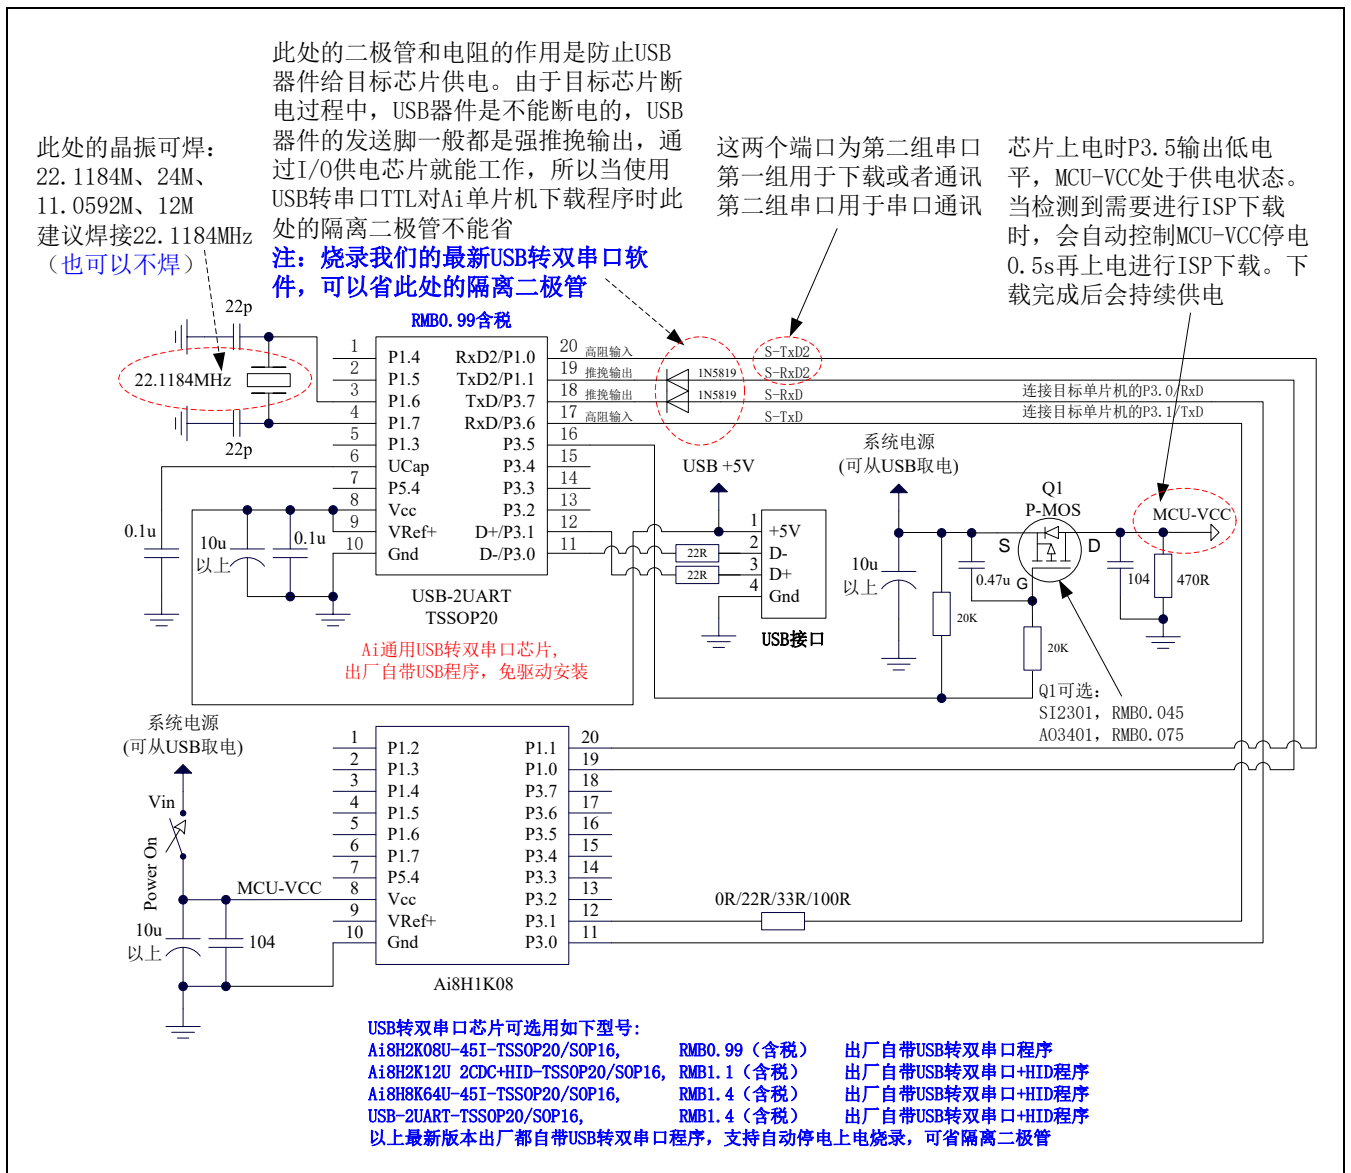 此处的二极管和电阻的作用是防止USB
器件给目标芯片供电。由于目标芯片断
电过程中，USB器件是不能断电的，USB
器件的发送脚一般都是强推挽输出，通
过I/O供电芯片就能工作，所以当使用
USB转串口TTL对Ai单片机下载程序时此
处的隔离二极管不能省
注：烧录我们的最新USB转双串口软
件，可以省此处的隔离二极管
此处的晶振可焊：
22.1184M、24M、
11.0592M、12M
建议焊接22.1184MHz
（也可以不焊）
这两个端口为第二组串口
第一组用于下载或者通讯
第二组串口用于串口通讯
芯片上电时P3.5输出低电
平，MCU-VCC处于供电状态。
当检测到需要进行ISP下载
时，会自动控制MCU-VCC停电
0.5s再上电进行ISP下载。下
载完成后会持续供电
RMB0.99含税
22p
22.1184MHz
22p
1 P1.4 RxD2/P1.0 20 高阻输入 S-TxD2
2 P1.5 TxD2/P1.1 19 推挽输出 1N5819 S-RxD2
3 P1.6 TxD/P3.7 18 推挽输出 1N5819 S-RxD 连接目标单片机的P3.0/RxD
4 P1.7 RxD/P3.6 17 高阻输入 S-TxD 连接目标单片机的P3.1/TxD
5 P1.3 P3.5 16
6 UCap P3.4 15
7 P5.4 P3.3 14
8 Vcc P3.2 13
9 VRef+ D+/P3.1 12
10 Gnd D-/P3.0 11
0.1u
10u
以上
0.1u
USB-2UART
TSSOP20
Ai通用USB转双串口芯片,
出厂自带USB程序，免驱动安装
22R
22R
USB +5V
1 +5V
2 D-
3 D+
4 Gnd
USB接口
系统电源
(可从USB取电)
10u
以上
0.47u
20K
20K
Q1
P-MOS
S
D
G
MCU-VCC
104
470R
Q1可选：
SI2301，RMB0.045
AO3401，RMB0.075
系统电源
(可从USB取电)
Vin
Power On
MCU-VCC
10u
以上
104
1 P1.2 P1.1 20
2 P1.3 P1.0 19
3 P1.4 P3.7 18
4 P1.5 P3.6 17
5 P1.6 P3.5 16
6 P1.7 P3.4 15
7 P5.4 P3.3 14
8 Vcc P3.2 13
9 VRef+ P3.1 12
10 Gnd P3.0 11
0R/22R/33R/100R
Ai8H1K08
USB转双串口芯片可选用如下型号:
Ai8H2K08U-45I-TSSOP20/SOP16, RMB0.99（含税） 出厂自带USB转双串口程序
Ai8H2K12U 2CDC+HID-TSSOP20/SOP16, RMB1.1（含税） 出厂自带USB转双串口+HID程序
Ai8H8K64U-45I-TSSOP20/SOP16, RMB1.4（含税） 出厂自带USB转双串口+HID程序
USB-2UART-TSSOP20/SOP16, RMB1.4（含税） 出厂自带USB转双串口+HID程序
以上最新版本出厂都自带USB转双串口程序，支持自动停电上电烧录，可省隔离二极管